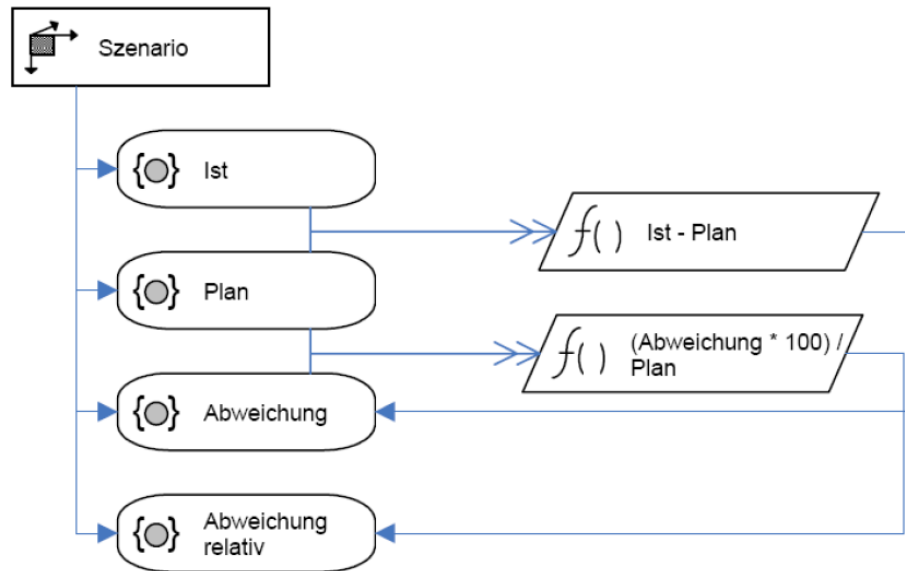 Szenario
{ } Ist
f( ) Ist - Plan
{ } Plan
f( ) (Abweichung * 100) /
Plan
{ } Abweichung
{ } Abweichung
relativ